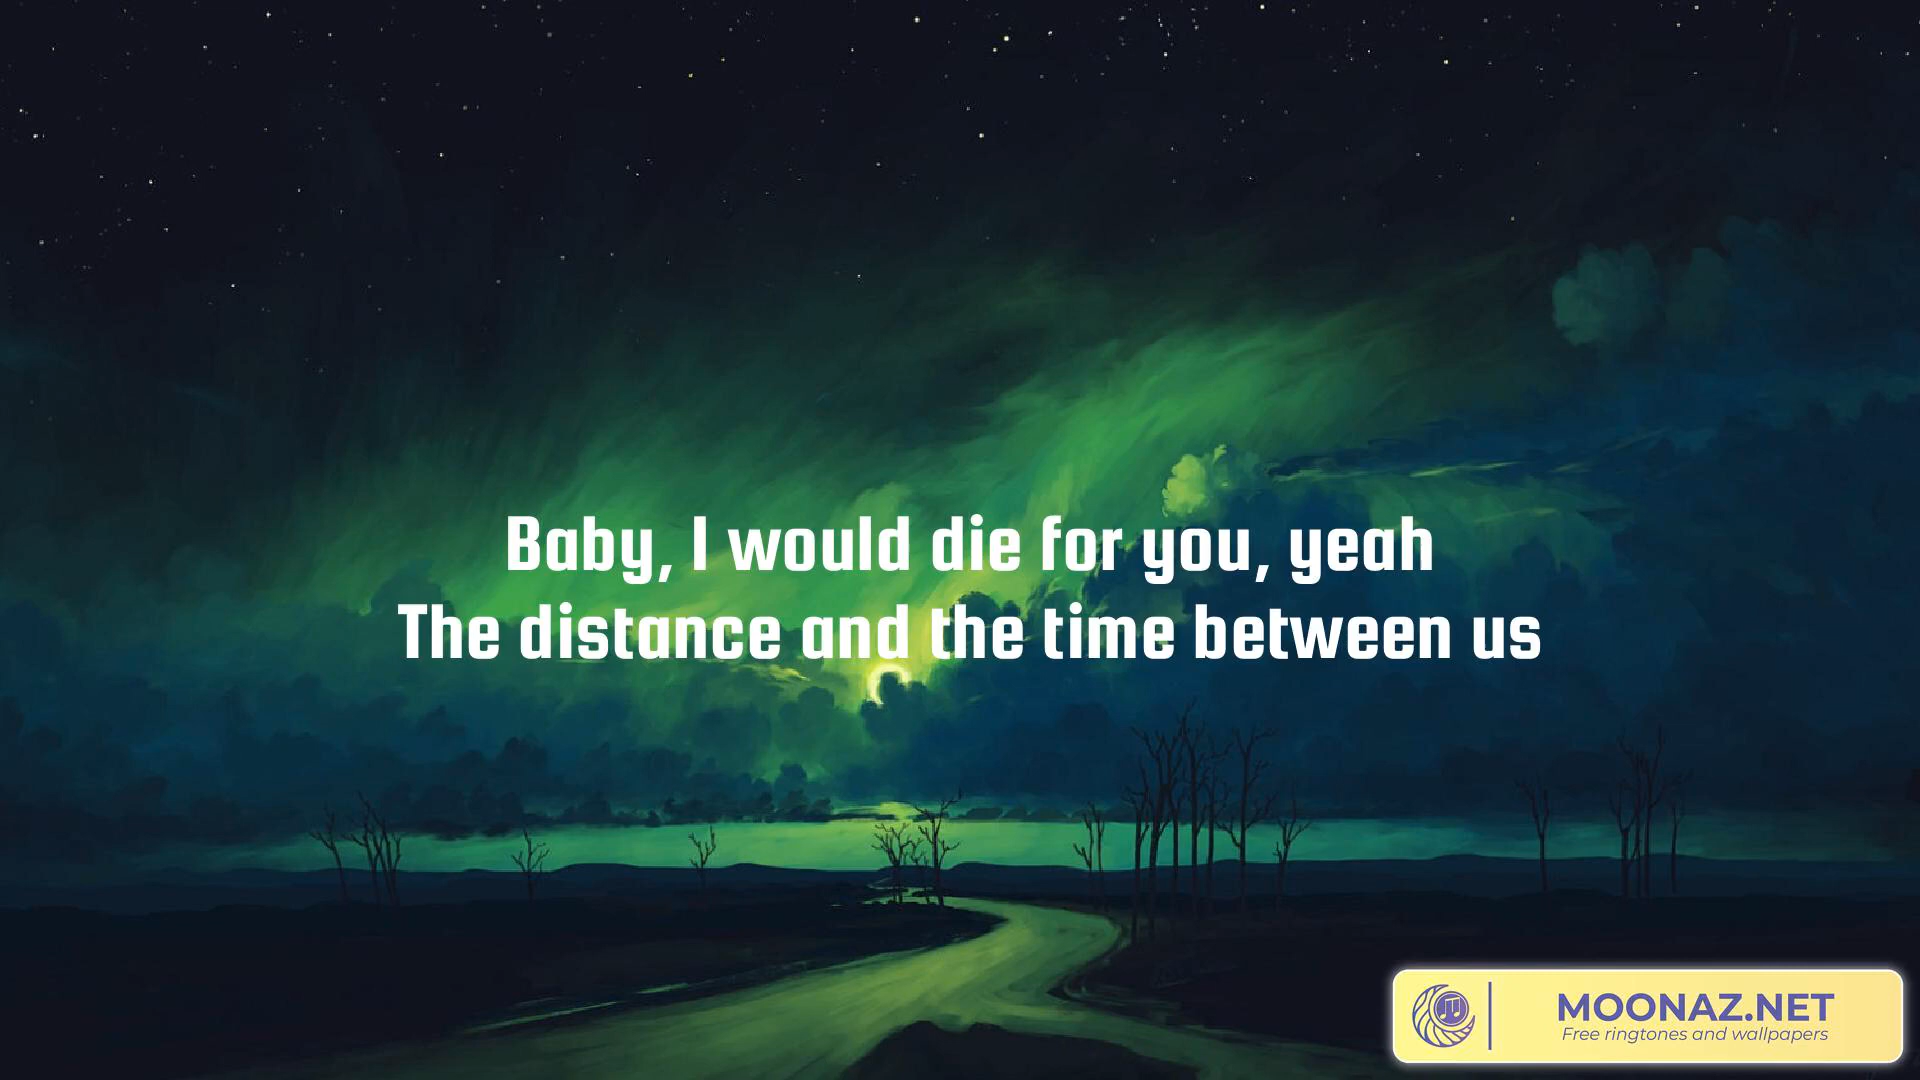 Baby, I would die for you, yeah
The distance and the time between us
MOONAZ.NET
Free ringtones and wallpapers